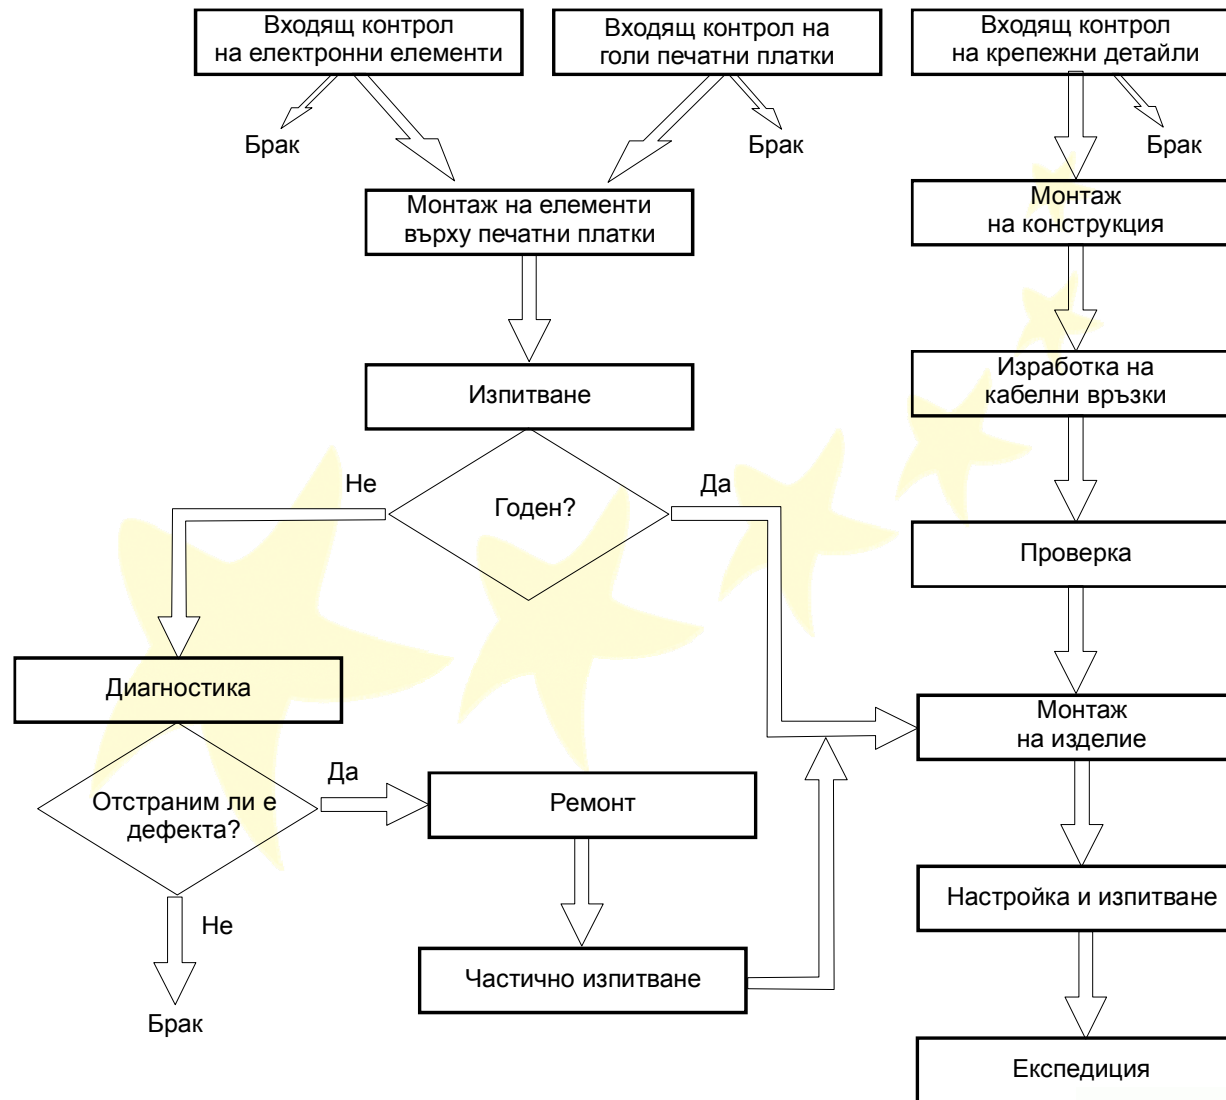 Входящ контрол
на електронни елементи
Входящ контрол на
голи печатни платки
Входящ контрол
на крепежни детайли
Брак
Брак
Брак
Монтаж на елементи
върху печатни платки
Монтаж
на конструкция
Изпитване
Изработка на
кабелни връзки
Не
Годен?
Да
Проверка
Диагностика
Монтаж
на изделие
Отстраним ли е
дефекта?
Да
Ремонт
Не
Настройка и изпитване
Частично изпитване
Брак
Експедиция